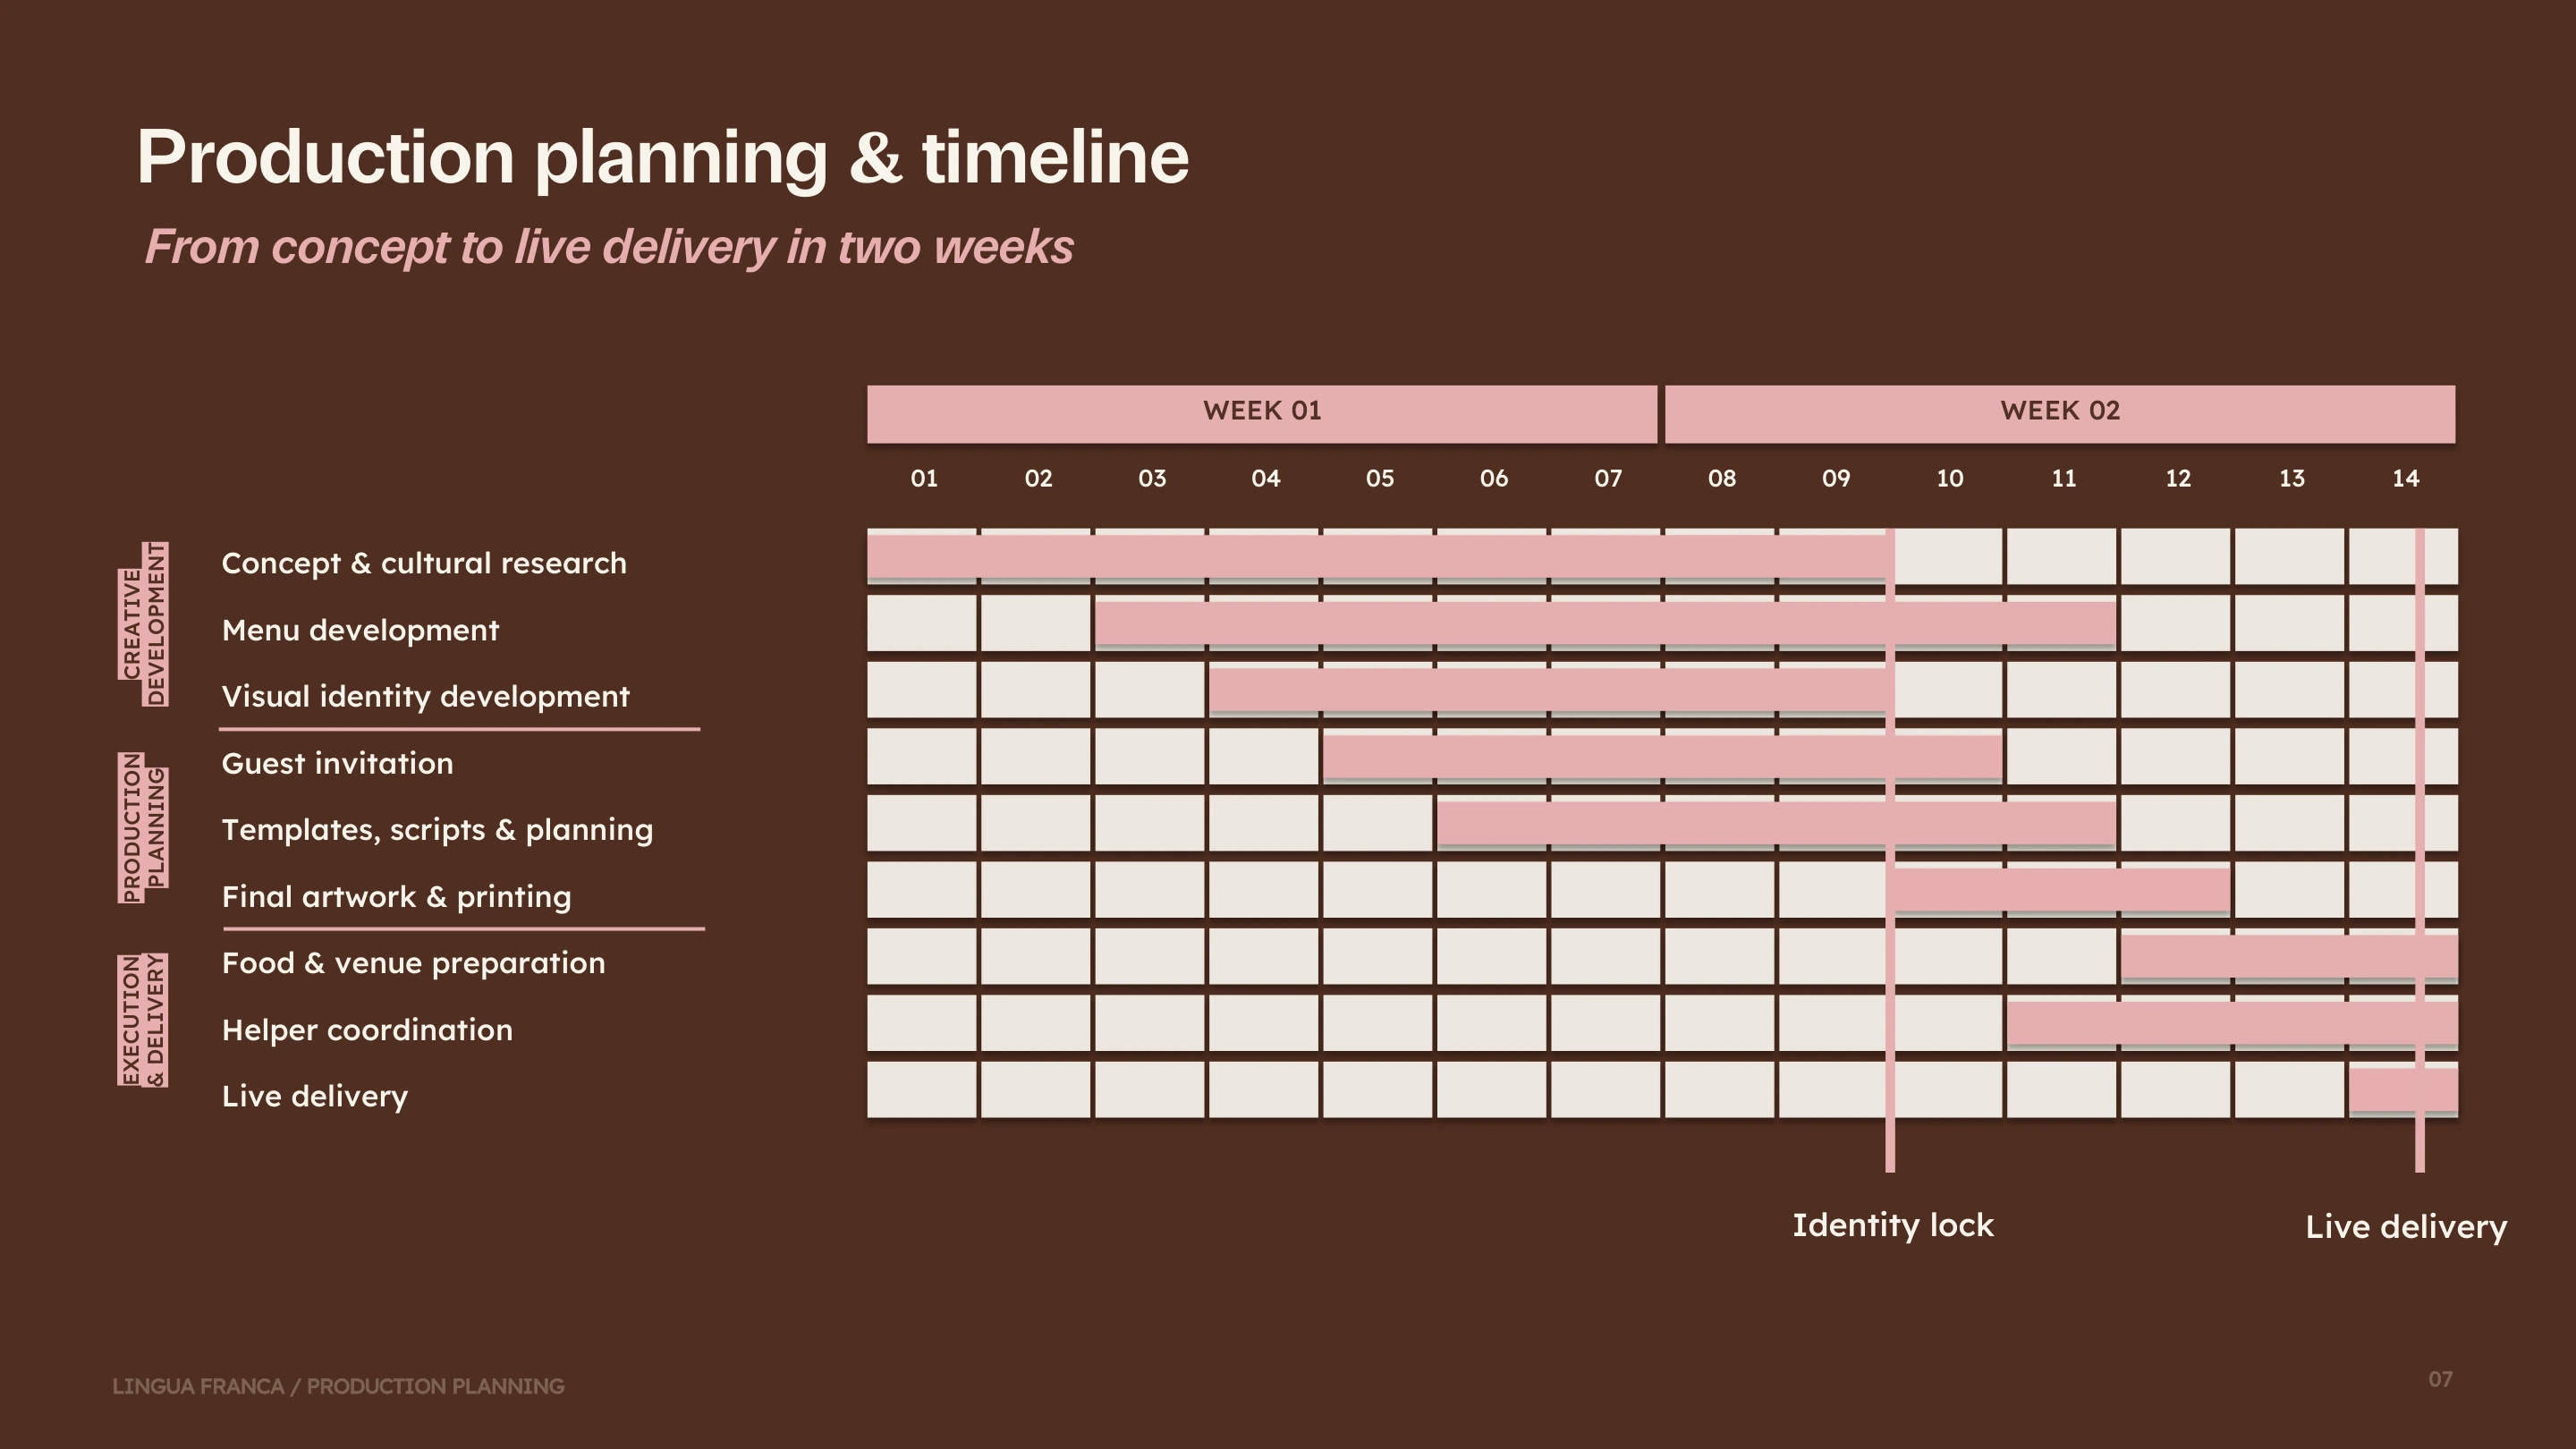 Production planning & timeline
From concept to live delivery in two weeks
WEEK 01
WEEK 02
01 02 03 04 05 06 07 08 09 10 11 12 13 14
CREATIVE
DEVELOPMENT
Concept & cultural research
Menu development
Visual identity development
PRODUCTION
PLANNING
Guest invitation
Templates, scripts & planning
Final artwork & printing
EXECUTION
& DELIVERY
Food & venue preparation
Helper coordination
Live delivery
Identity lock
Live delivery
LINGUA FRANCA / PRODUCTION PLANNING
07